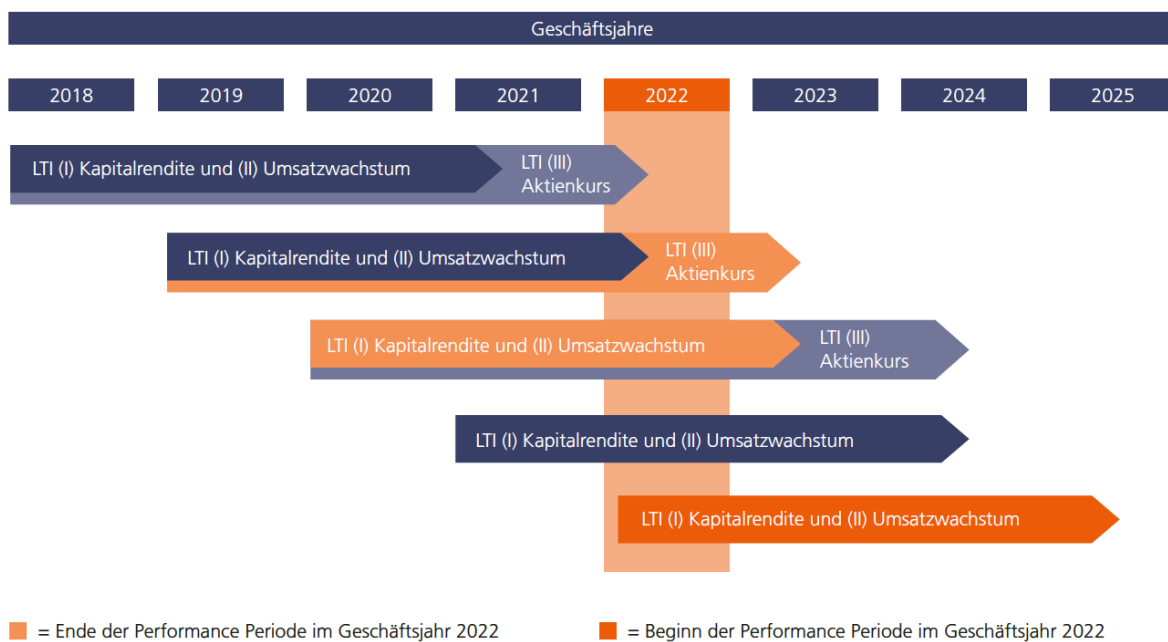 Geschäftsjahre
2018 2019 2020 2021 2022 2023 2024 2025
LTI (I) Kapitalrendite und (II) Umsatzwachstum
LTI (III)
Aktienkurs
LTI (I) Kapitalrendite und (II) Umsatzwachstum
LTI (III)
Aktienkurs
LTI (I) Kapitalrendite und (II) Umsatzwachstum
LTI (III)
Aktienkurs
LTI (I) Kapitalrendite und (II) Umsatzwachstum
LTI (I) Kapitalrendite und (II) Umsatzwachstum
= Ende der Performance Periode im Geschäftsjahr 2022
= Beginn der Performance Periode im Geschäftsjahr 2022